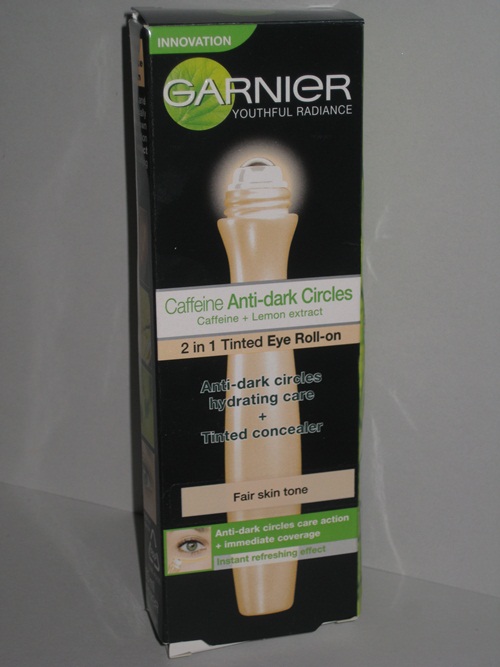 INNOVATION
GARNIER
YOUTHFUL RADIANCE
Caffeine Anti-dark Circles
Caffeine + Lemon extract
2 in 1 Tinted Eye Roll-on
Anti-dark circles
hydrating care
+
Tinted concealer
Fair skin tone
Anti-dark circles care action
+ immediate coverage
Instant refreshing effect